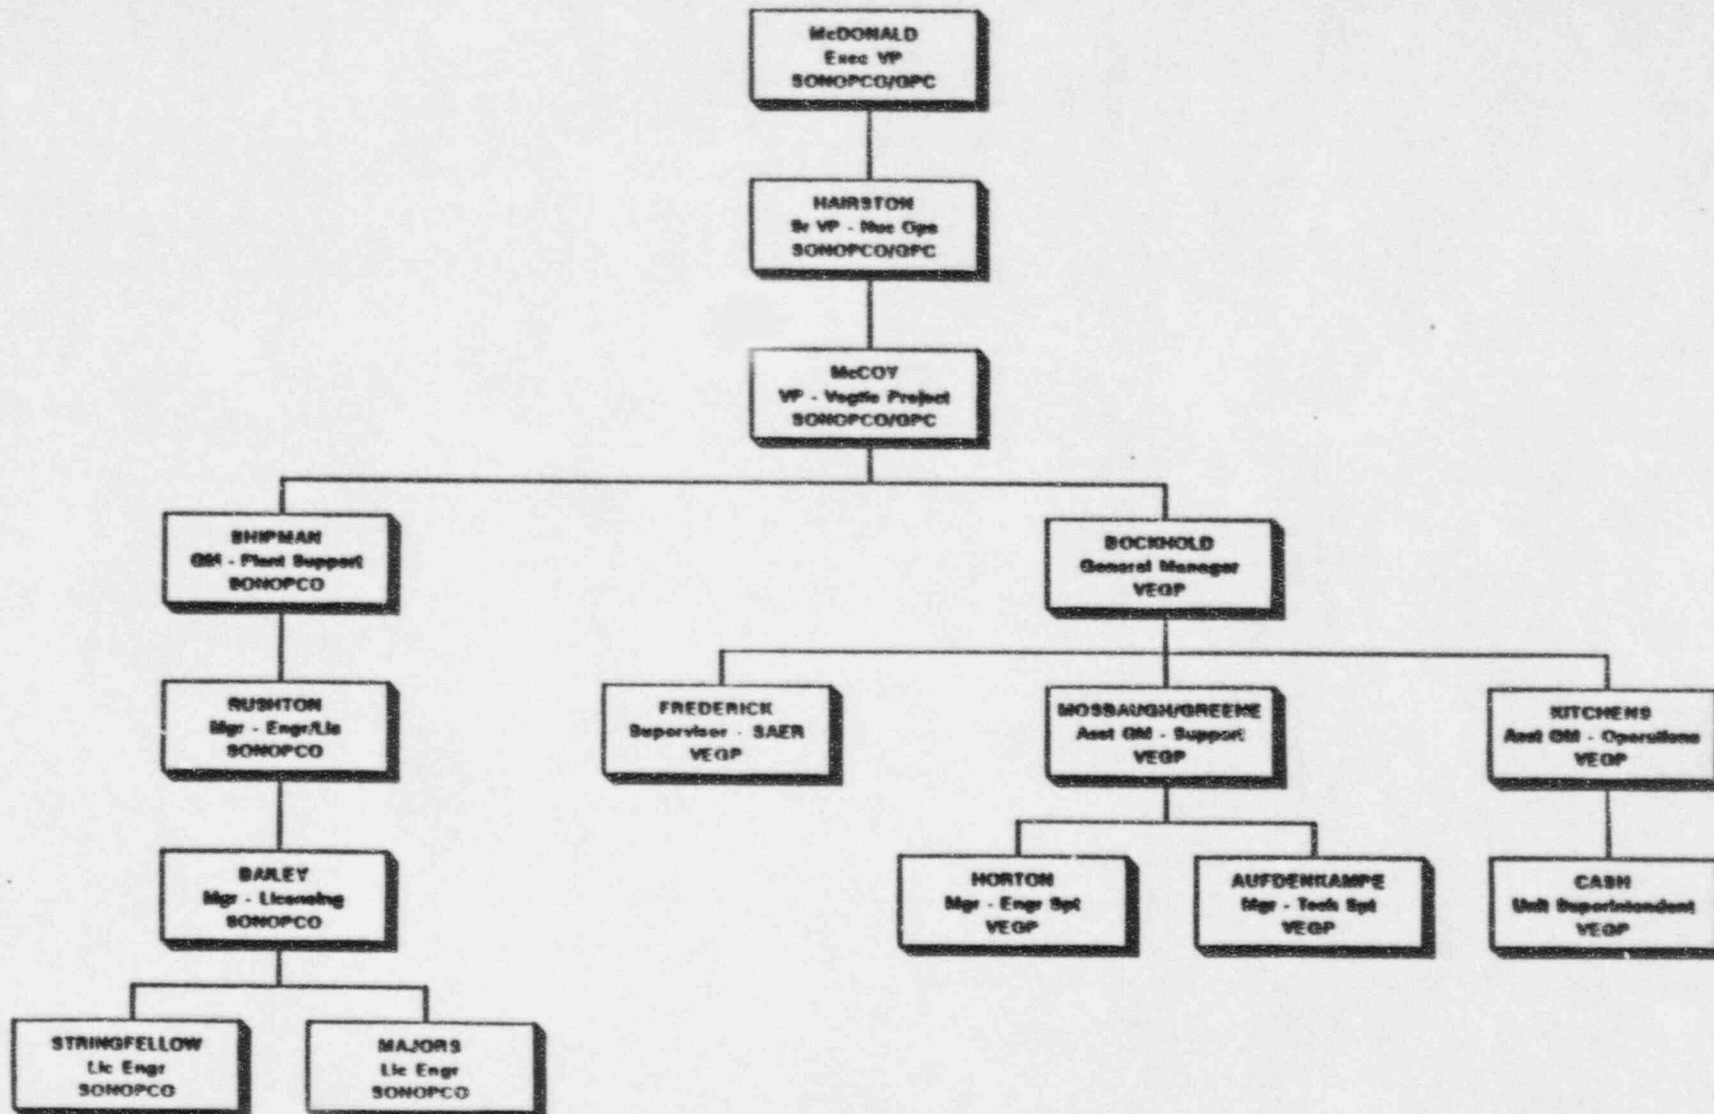 McDONALD
Exec VP
SONOPCO/GPC
HAIRSTON
Sr VP - Nuc Ops
SONOPCO/GPC
McCOY
VP - Vogtle Project
SONOPCO/GPC
SHIPMAN
GM - Plant Support
SONOPCO
BOCKHOLD
General Manager
VEGP
RUSHTON
Mgr - Engr/Lic
SONOPCO
FREDERICK
Supervisor - SAER
VEGP
MOSBAUGH/GREENE
Asst GM - Support
VEGP
KITCHENS
Asst GM - Operations
VEGP
BAILEY
Mgr - Licensing
SONOPCO
HORTON
Mgr - Engr Spt
VEGP
AUFDENKAMPE
Mgr - Tech Spt
VEGP
CASH
Unit Superintendent
VEGP
STRINGFELLOW
Lic Engr
SONOPCO
MAJORS
Lic Engr
SONOPCO